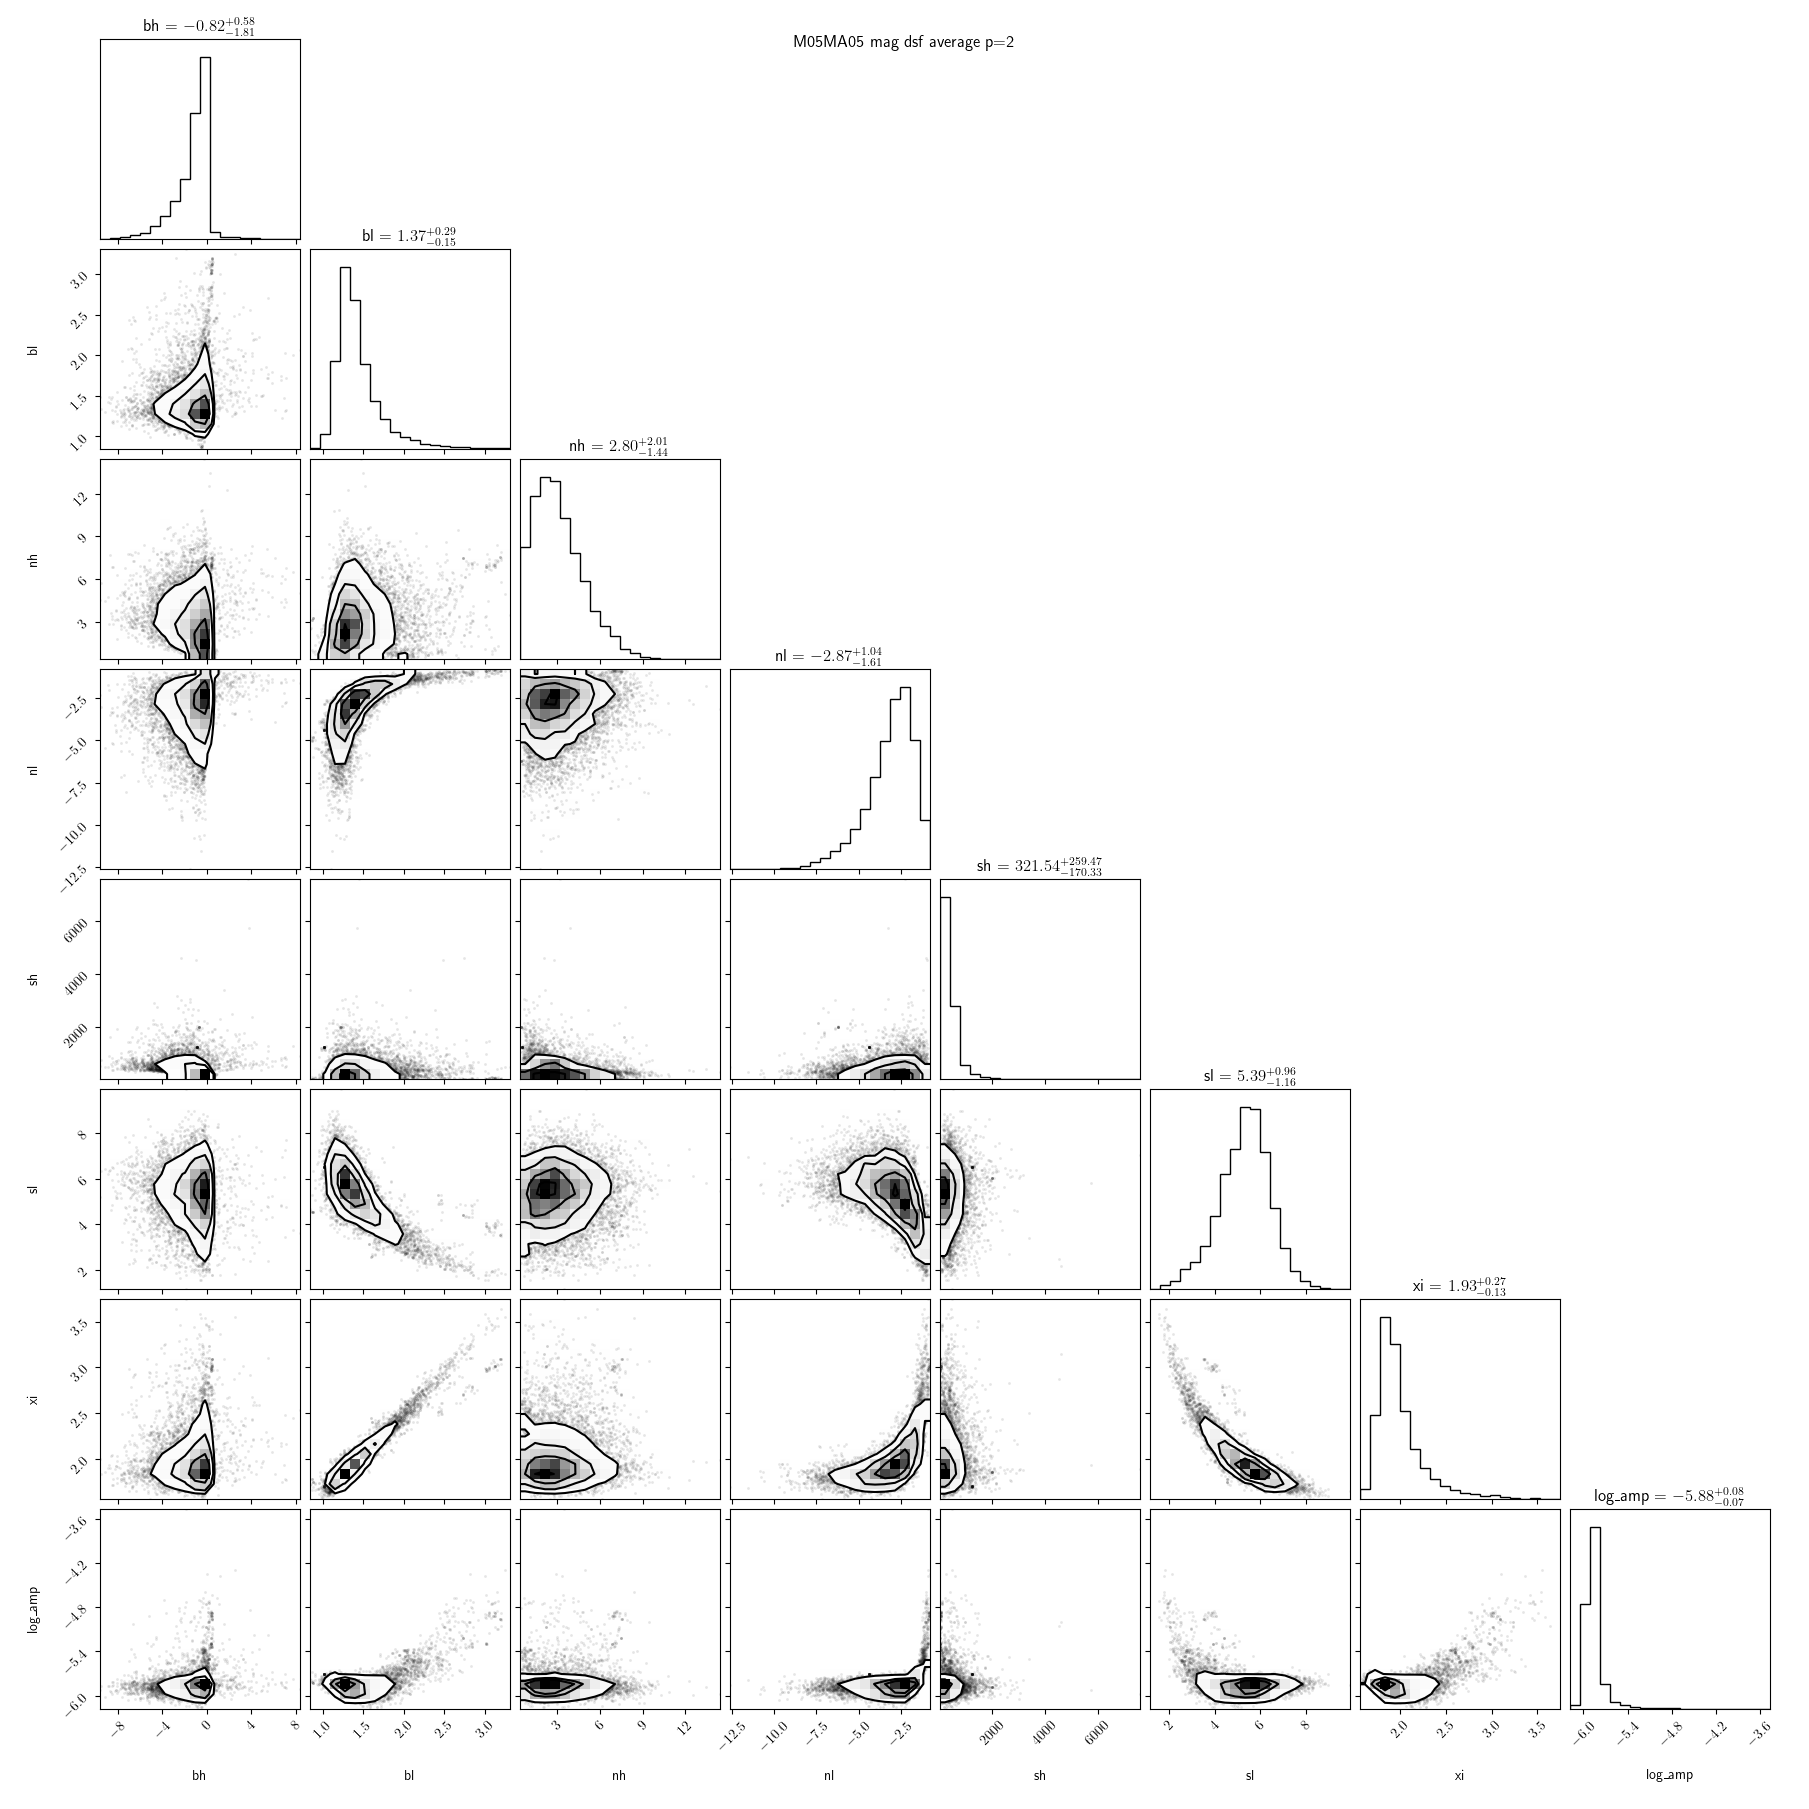 M05MA05 mag dsf average p=2
bh = −0.82+0.58−1.81
bl = 1.37+0.29−0.15
nh = 2.80+2.01−1.44
nl = −2.87+1.04−1.61
sh = 321.54+259.47−170.33
sl = 5.39+0.96−1.16
xi = 1.93+0.27−0.13
log_amp = −5.88+0.08−0.07
bl
3.0
2.5
2.0
1.5
1.0
nh
12
9
6
3
nl
−2.5
−5.0
−7.5
−10.0
−12.5
sh
6000
4000
2000
sl
8
6
4
2
xi
3.5
3.0
2.5
2.0
log_amp
−3.6
−4.2
−4.8
−5.4
−6.0
−8 −4 0 4 8
1.0 1.5 2.0 2.5 3.0
3 6 9 12
−12.5 −10.0 −7.5 −5.0 −2.5
2000 4000 6000
2 4 6 8
2.0 2.5 3.0 3.5
−6.0 −5.4 −4.8 −4.2 −3.6
bh bl nh nl sh sl xi log_amp